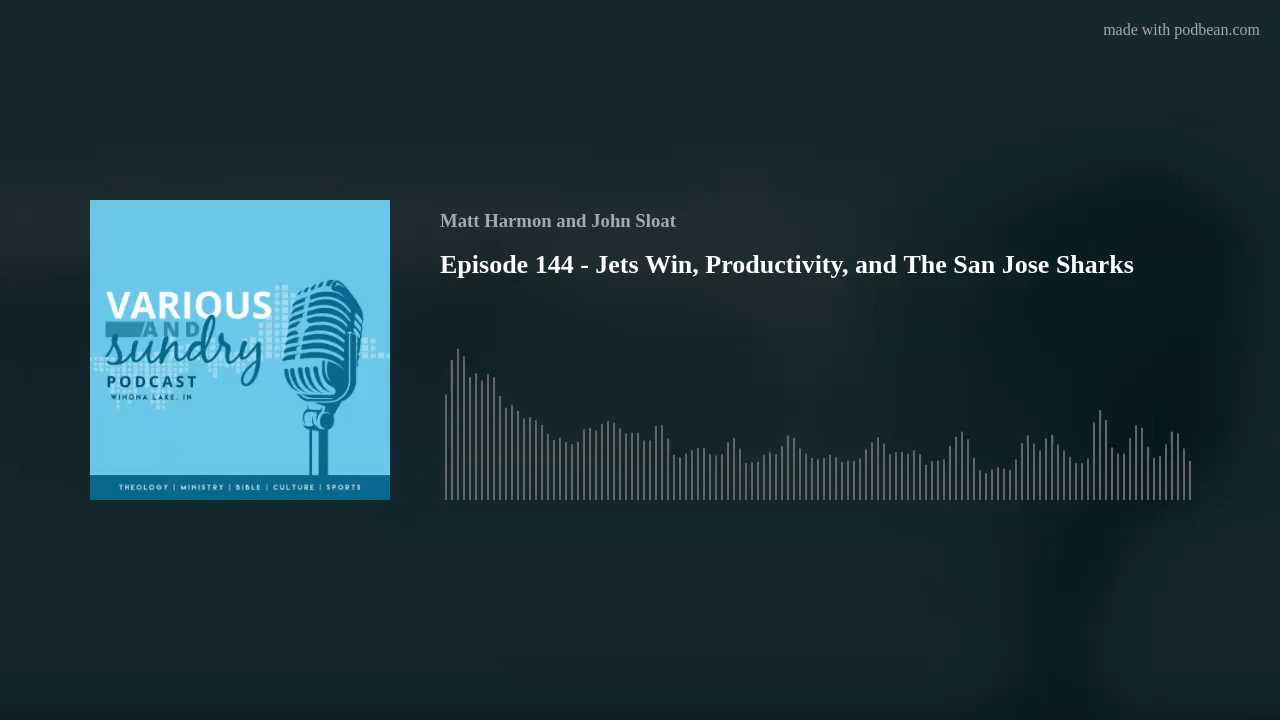 made with podbean.com
Matt Harmon and John Sloat
Episode 144 - Jets Win, Productivity, and The San Jose Sharks
VARIOUS
AND
sundry
PODCAST
WINONA LAKE, IN
THEOLOGY | MINISTRY | BIBLE | CULTURE | SPORTS